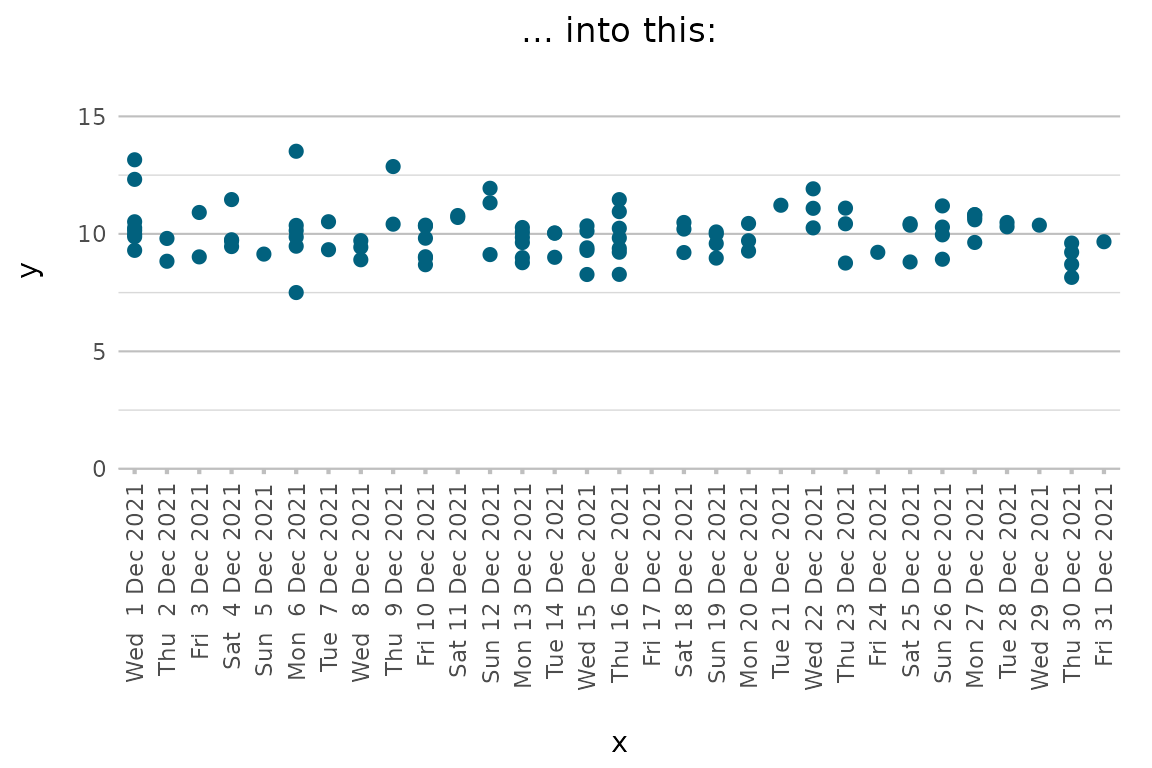 ... into this:
15
10
5
0
y
Wed  1 Dec 2021
Thu  2 Dec 2021
Fri  3 Dec 2021
Sat  4 Dec 2021
Sun  5 Dec 2021
Mon  6 Dec 2021
Tue  7 Dec 2021
Wed  8 Dec 2021
Thu  9 Dec 2021
Fri 10 Dec 2021
Sat 11 Dec 2021
Sun 12 Dec 2021
Mon 13 Dec 2021
Tue 14 Dec 2021
Wed 15 Dec 2021
Thu 16 Dec 2021
Fri 17 Dec 2021
Sat 18 Dec 2021
Sun 19 Dec 2021
Mon 20 Dec 2021
Tue 21 Dec 2021
Wed 22 Dec 2021
Thu 23 Dec 2021
Fri 24 Dec 2021
Sat 25 Dec 2021
Sun 26 Dec 2021
Mon 27 Dec 2021
Tue 28 Dec 2021
Wed 29 Dec 2021
Thu 30 Dec 2021
Fri 31 Dec 2021
x